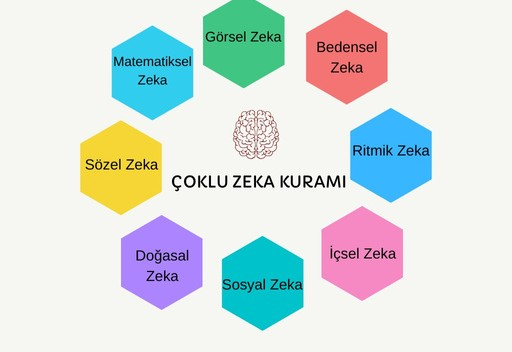 Görsel Zeka
Bedensel
Zeka
Matematiksel
Zeka
Ritmik Zeka
Sözel Zeka
ÇOKLU ZEKA KURAMI
Doğasal
Zeka
İçsel Zeka
Sosyal Zeka